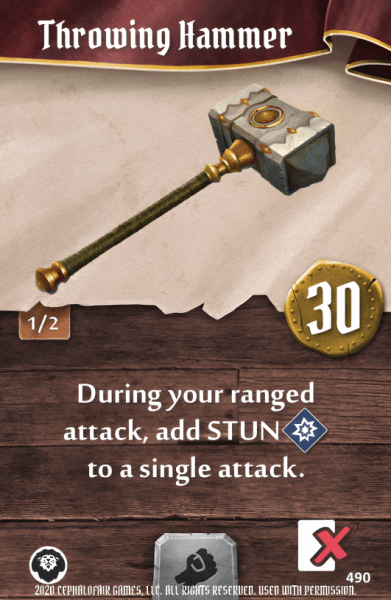 Throwing Hammer
30
1/2
During your ranged
attack, add STUN
to a single attack.
490
2020 CEPHALOFAIR GAMES, LLC. ALL RIGHTS RESERVED. USED WITH PERMISSION.